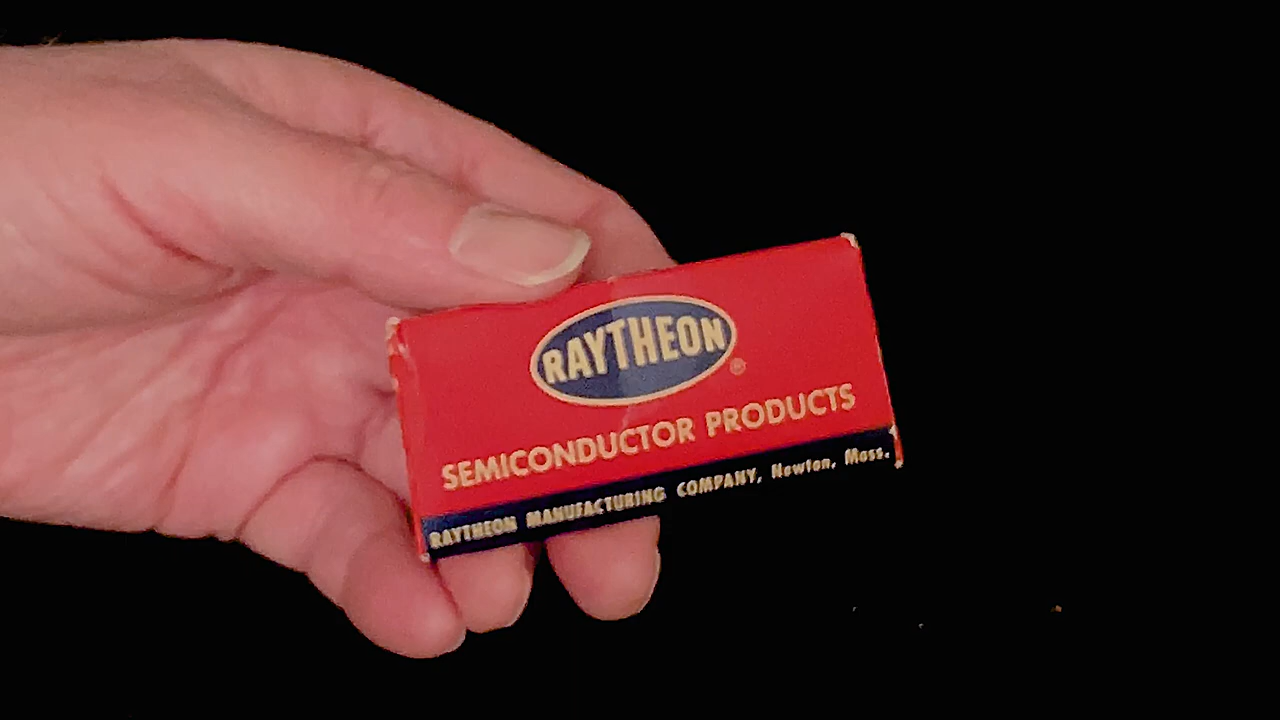 RAYTHEON
®
SEMICONDUCTOR PRODUCTS
RAYTHEON MANUFACTURING COMPANY, Newton, Mass.